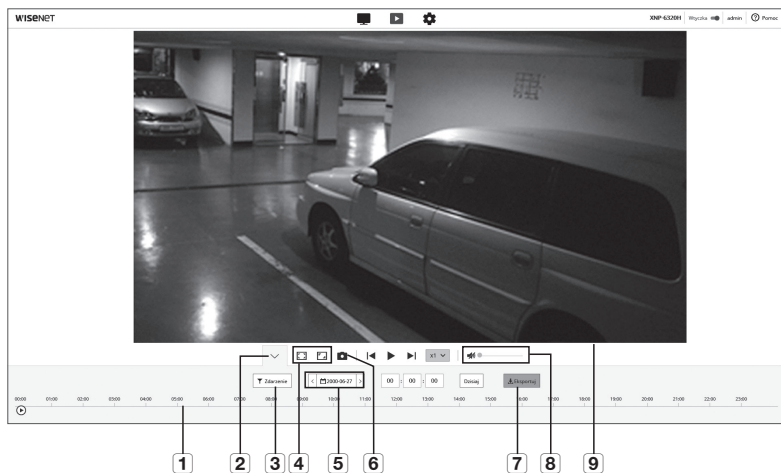 WISENET
XNP-6320H Wtyczka admin ? Pomoc
x1
Zdarzenie < 2000-06-27 > 00 : 00 : 00 Dzisiaj Eksportuj
00:00 01:00 02:00 03:00 04:00 05:00 06:00 07:00 08:00 09:00 10:00 11:00 12:00 13:00 14:00 15:00 16:00 17:00 18:00 19:00 20:00 21:00 22:00 23:00
1 2 3 4 5 6 7 8 9